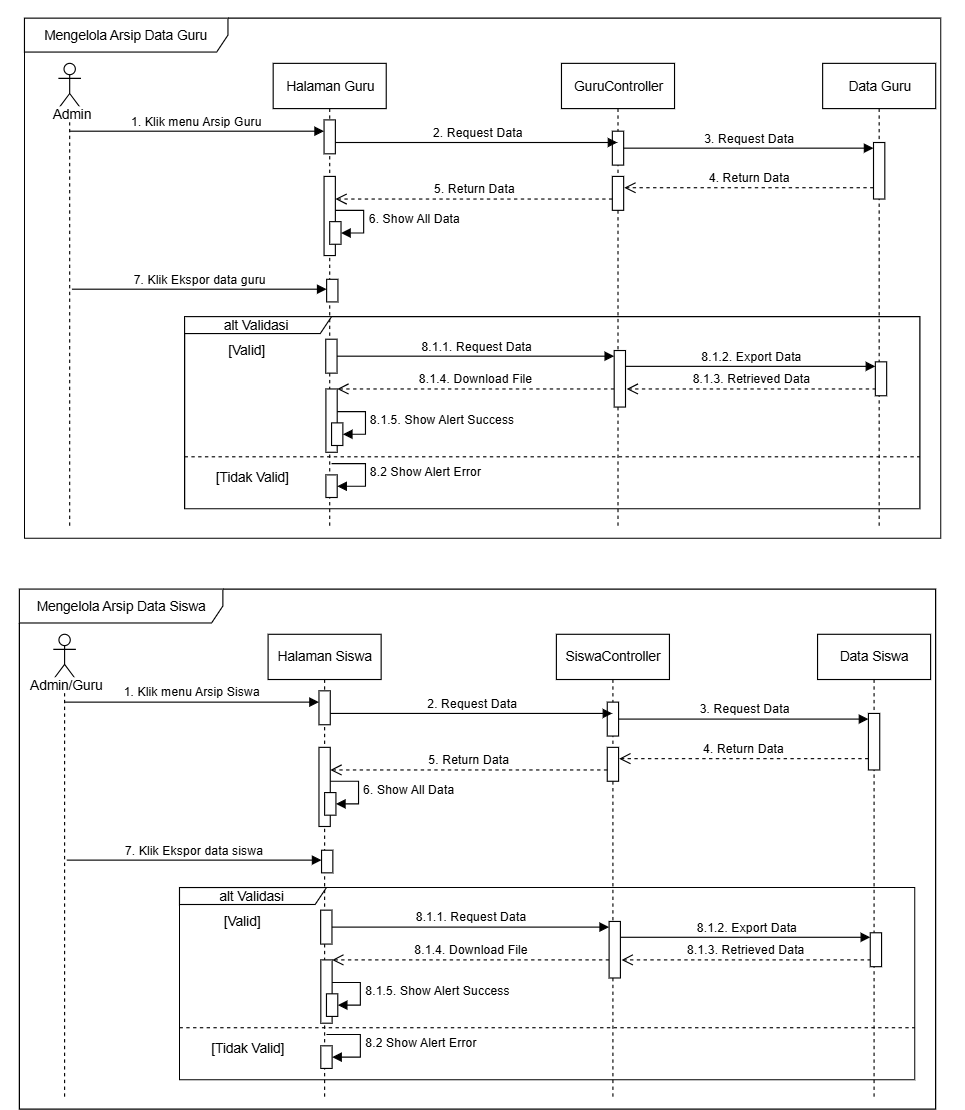 Mengelola Arsip Data Guru
Admin
Halaman Guru
GuruController
Data Guru
1. Klik menu Arsip Guru
2. Request Data
3. Request Data
4. Return Data
5. Return Data
6. Show All Data
7. Klik Ekspor data guru
alt Validasi
[Valid]
8.1.1. Request Data
8.1.2. Export Data
8.1.4. Download File
8.1.3. Retrieved Data
8.1.5. Show Alert Success
[Tidak Valid]
8.2 Show Alert Error
Mengelola Arsip Data Siswa
Admin/Guru
Halaman Siswa
SiswaController
Data Siswa
1. Klik menu Arsip Siswa
2. Request Data
3. Request Data
4. Return Data
5. Return Data
6. Show All Data
7. Klik Ekspor data siswa
alt Validasi
[Valid]
8.1.1. Request Data
8.1.2. Export Data
8.1.4. Download File
8.1.3. Retrieved Data
8.1.5. Show Alert Success
[Tidak Valid]
8.2 Show Alert Error